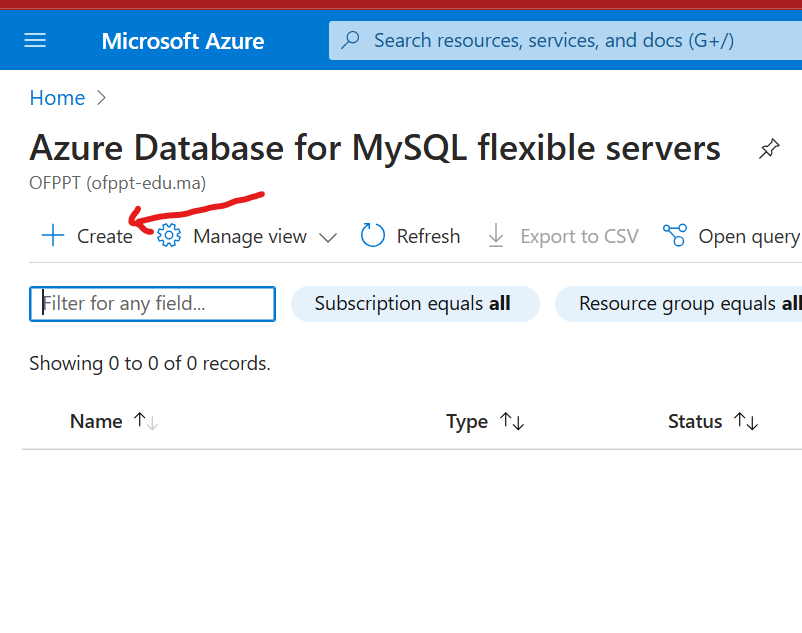 Microsoft Azure
Search resources, services, and docs (G+/)
Home
Azure Database for MySQL flexible servers
OFPPT (ofppt-edu.ma)
Create Manage view Refresh Export to CSV Open query
Filter for any field... Subscription equals all Resource group equals all
Showing 0 to 0 of 0 records.
Name Type Status